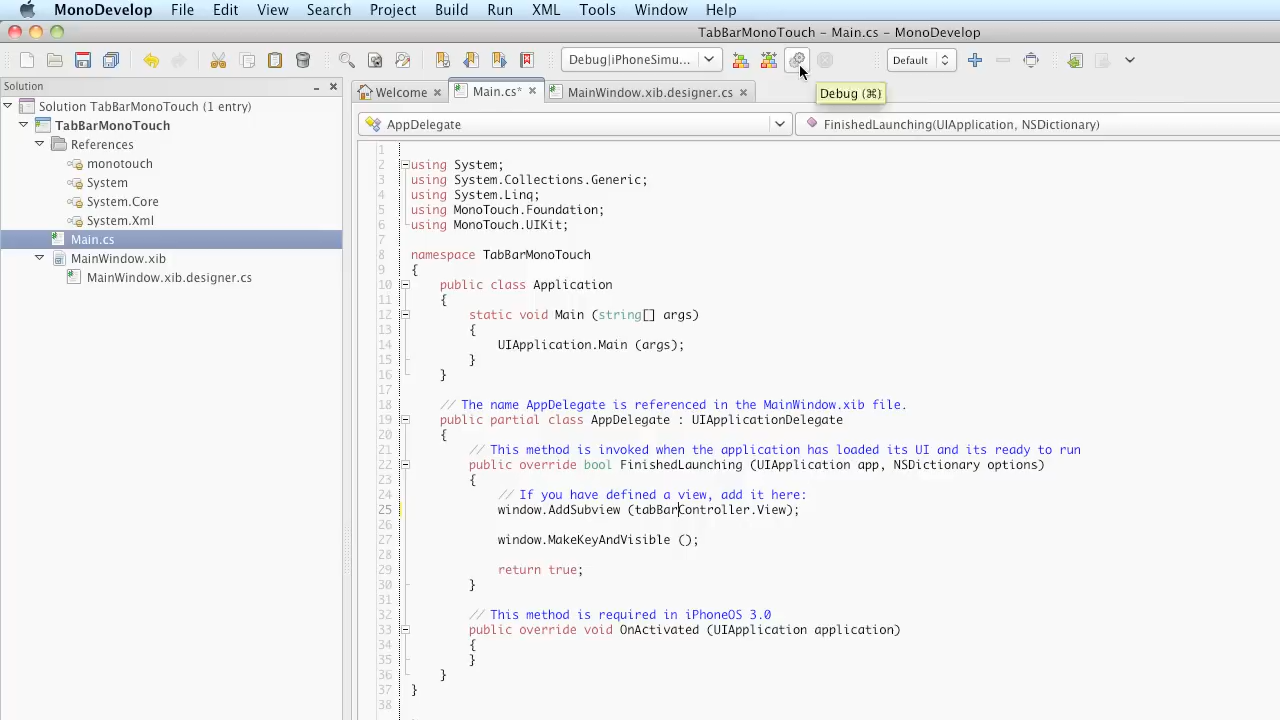 MonoDevelop File Edit View Search Project Build Run XML Tools Window Help
TabBarMonoTouch – Main.cs – MonoDevelop
Debug|iPhoneSimu...
Default
Solution
Welcome
Main.cs*
MainWindow.xib.designer.cs
Debug (⌘)
Solution TabBarMonoTouch (1 entry)
TabBarMonoTouch
References
monotouch
System
System.Core
System.Xml
Main.cs
MainWindow.xib
MainWindow.xib.designer.cs
AppDelegate
FinishedLaunching(UIApplication, NSDictionary)
1
2 using System;
3 using System.Collections.Generic;
4 using System.Linq;
5 using MonoTouch.Foundation;
6 using MonoTouch.UIKit;
7
8 namespace TabBarMonoTouch
9 {
10 public class Application
11 {
12 static void Main (string[] args)
13 {
14 UIApplication.Main (args);
15 }
16 }
17
18 // The name AppDelegate is referenced in the MainWindow.xib file.
19 public partial class AppDelegate : UIApplicationDelegate
20 {
21 // This method is invoked when the application has loaded its UI and its ready to run
22 public override bool FinishedLaunching (UIApplication app, NSDictionary options)
23 {
24 // If you have defined a view, add it here:
25 window.AddSubview (tabBarController.View);
26
27 window.MakeKeyAndVisible ();
28
29 return true;
30 }
31
32 // This method is required in iPhoneOS 3.0
33 public override void OnActivated (UIApplication application)
34 {
35 }
36 }
37 }
38